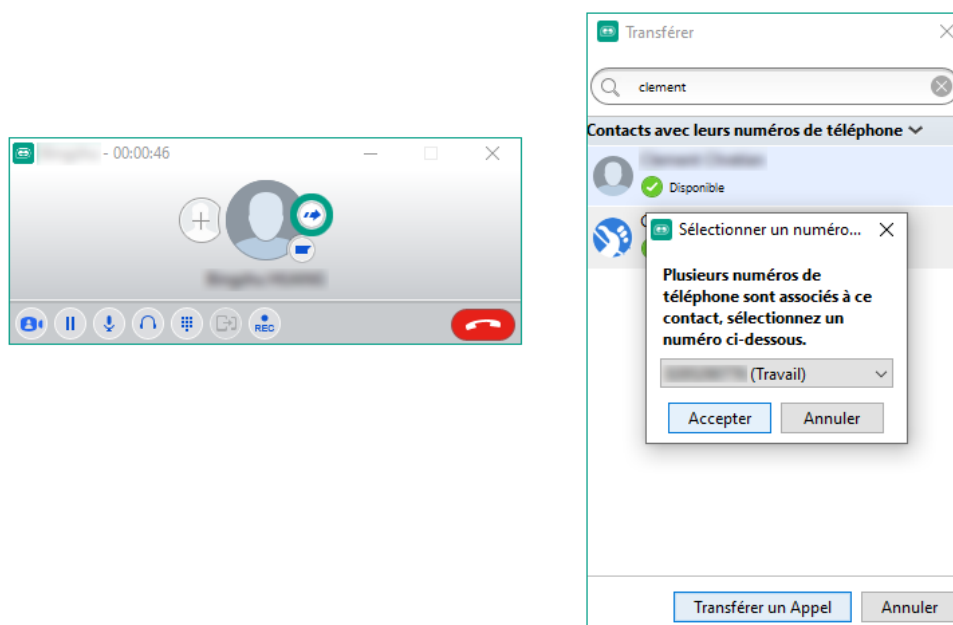 - 00:00:46
REC
Transférer
clement
Contacts avec leurs numéros de téléphone
Disponible
Sélectionner un numéro...
Plusieurs numéros de
téléphone sont associés à ce
contact, sélectionnez un
numéro ci-dessous.
(Travail)
Accepter
Annuler
Transférer un Appel
Annuler